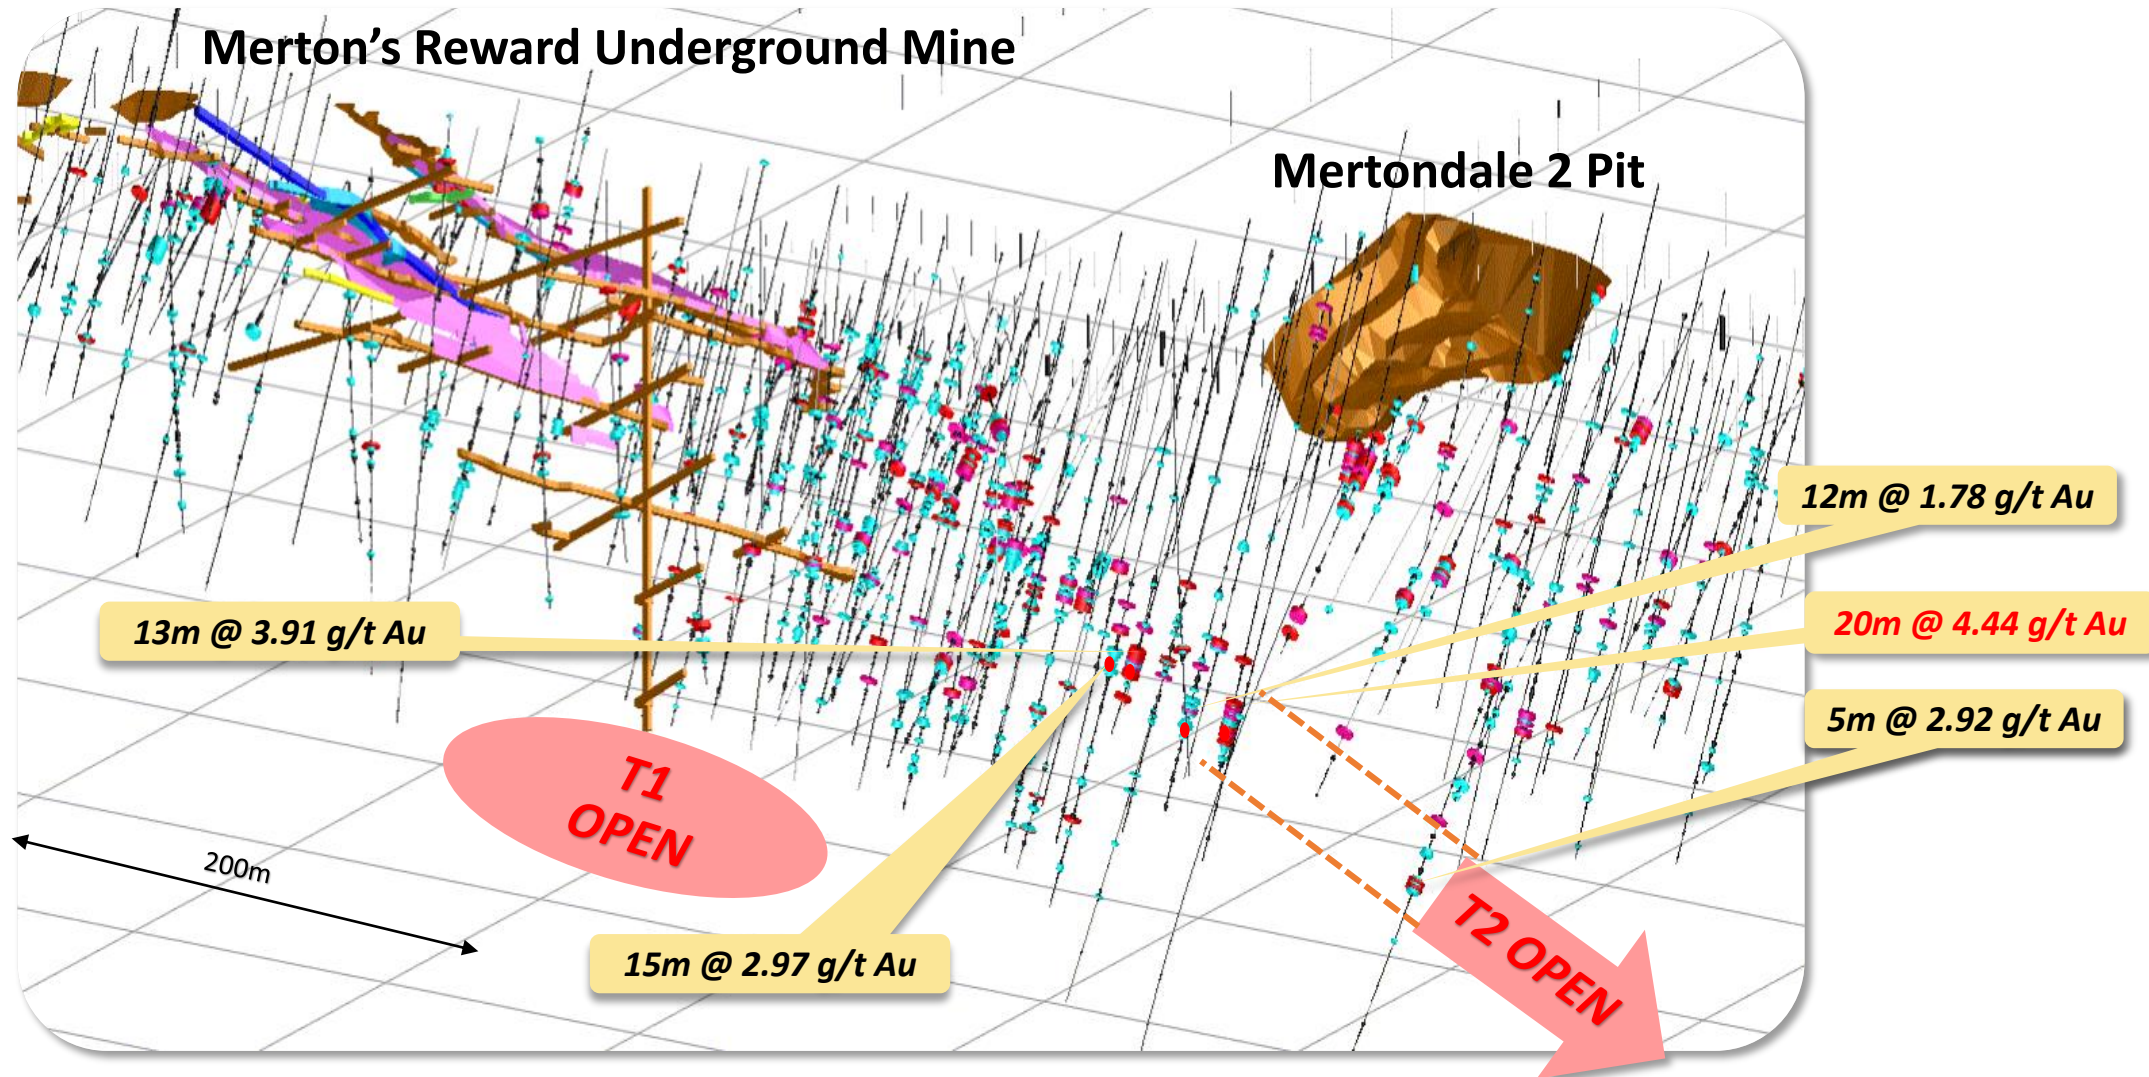 Merton’s Reward Underground Mine
Mertondale 2 Pit
12m @ 1.78 g/t Au
20m @ 4.44 g/t Au
13m @ 3.91 g/t Au
5m @ 2.92 g/t Au
T1
OPEN
200m
T2 OPEN
15m @ 2.97 g/t Au